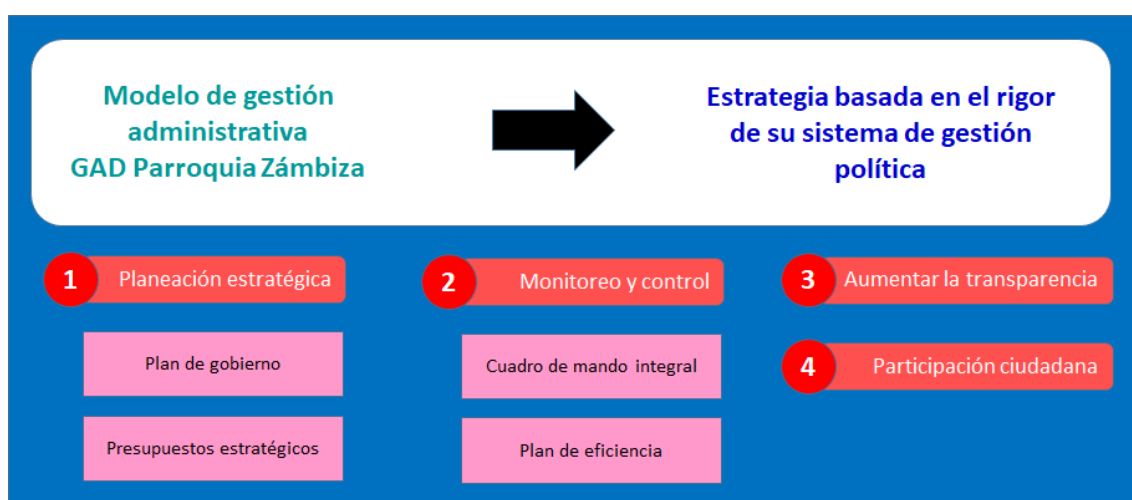 Modelo de gestión
administrativa
GAD Parroquia Zámbiza
Estrategia basada en el rigor
de su sistema de gestión
política
1 Planeación estratégica
Plan de gobierno
Presupuestos estratégicos
2 Monitoreo y control
Cuadro de mando integral
Plan de eficiencia
3 Aumentar la transparencia
4 Participación ciudadana